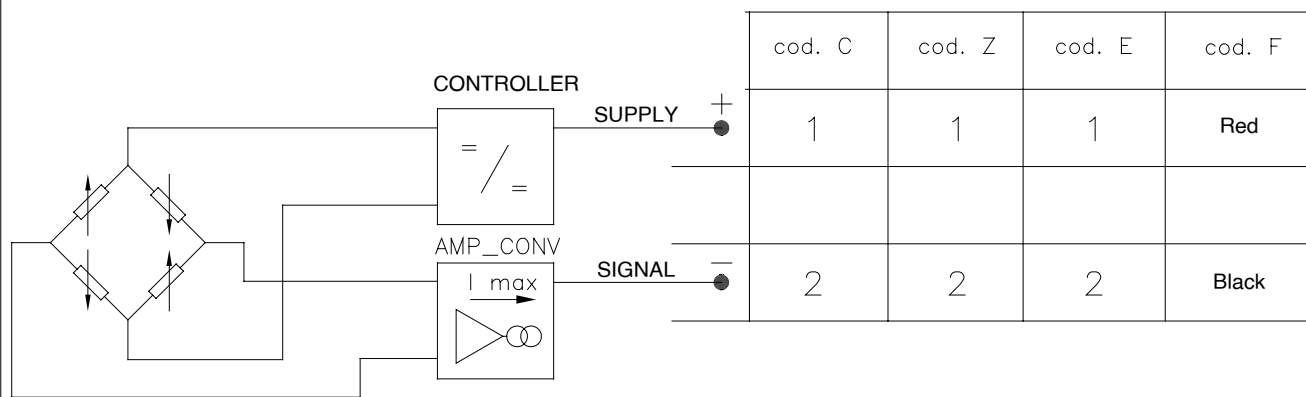 cod. C cod. Z cod. E cod. F
CONTROLLER
SUPPLY + 1 1 1 Red
= / =
AMP_CONV
SIGNAL – 2 2 2 Black
I max